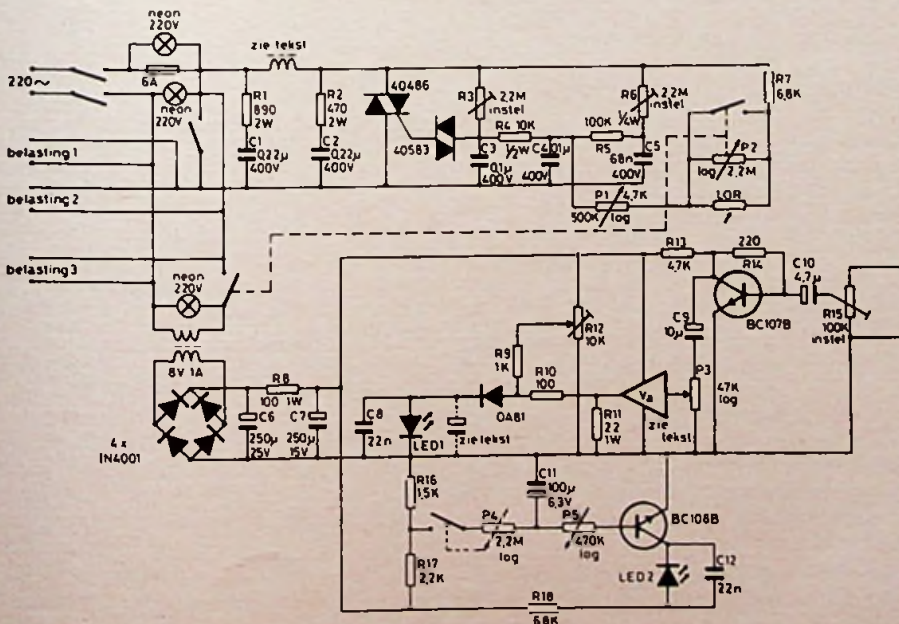 neon
220V
zie tekst
220~
6A
neon
220V
R1
890
2W
R2
470
2W
40486
40583
R3
2,2M
instel
R4 10K
½W
R6
2,2M
instel
¼W
100K
R5
R7
6,8K
C1
0,22µ
400V
C2
0,22µ
400V
C3
0,1µ
400V
C4 0,1µ
400V
C5
68n
400V
P2
log
2,2M
belasting 1
P1
4,7K
500K
log
LDR
belasting 2
belasting 3
neon
220V
R13
4,7K
220
R14
C10
4,7µ
BC107B
R15
100K
instel
R12
10K
C9
10µ
R9
1K
R10
100
Va
zie
tekst
P3
47K
log
8V 1A
R8
100
1W
C6
250µ
25V
C7
250µ
15V
C8
22n
LED1
zie tekst
OA81
R11
22
1W
4x
1N4001
C11
100µ
6,3V
R16
1,5K
P4
2,2M
log
P5
470K
log
BC108B
R17
2,2K
LED2
C12
22n
R18
6,8K